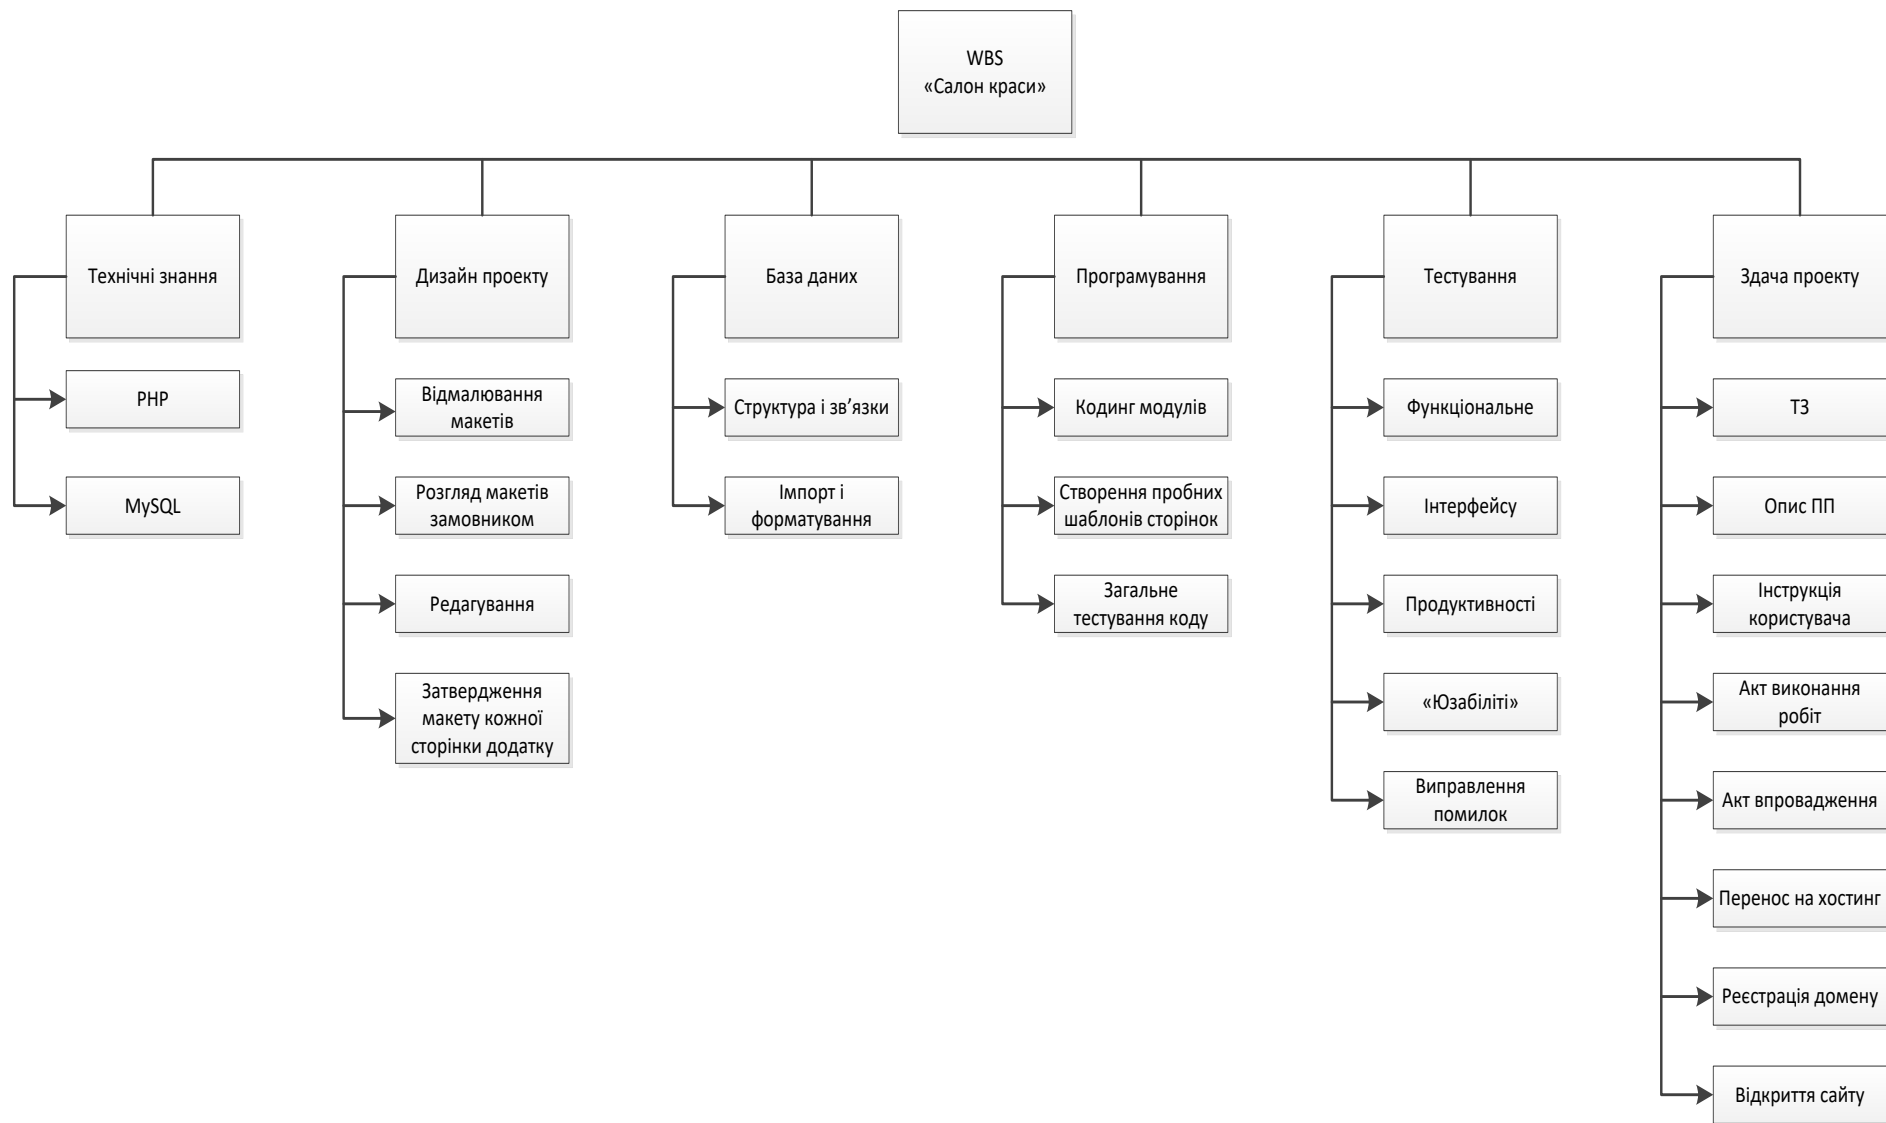 WBS
«Салон краси»
Технічні знання
PHP
MySQL
Дизайн проекту
Відмалювання
макетів
Розгляд макетів
замовником
Редагування
Затвердження
макету кожної
сторінки додатку
База даних
Структура і зв’язки
Імпорт і
форматування
Програмування
Кодинг модулів
Створення пробних
шаблонів сторінок
Загальне
тестування коду
Тестування
Функціональне
Інтерфейсу
Продуктивності
«Юзабіліті»
Виправлення
помилок
Здача проекту
ТЗ
Опис ПП
Інструкція
користувача
Акт виконання
робіт
Акт впровадження
Перенос на хостинг
Реєстрація домену
Відкриття сайту